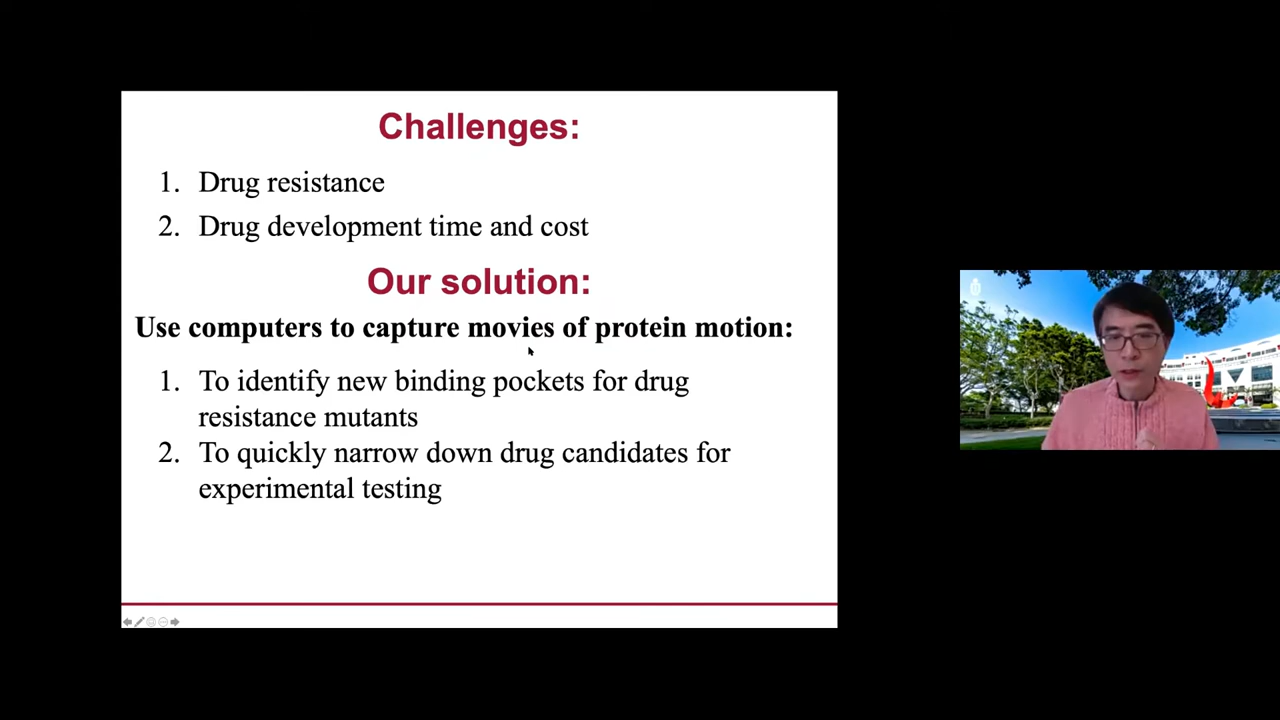 Challenges:
1. Drug resistance
2. Drug development time and cost
Our solution:
Use computers to capture movies of protein motion:
1. To identify new binding pockets for drug
resistance mutants
2. To quickly narrow down drug candidates for
experimental testing